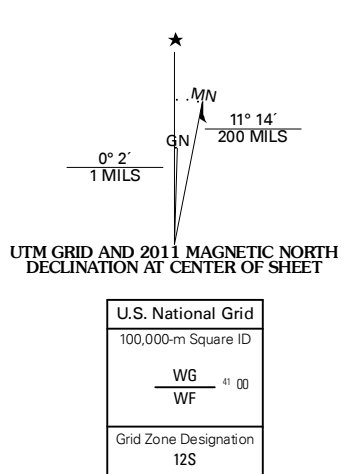 ★
MN
11° 14´
200 MILS
GN
0° 2´
1 MILS
UTM GRID AND 2011 MAGNETIC NORTH
DECLINATION AT CENTER OF SHEET
U.S. National Grid
100,000-m Square ID
WG
41 00
WF
Grid Zone Designation
12S